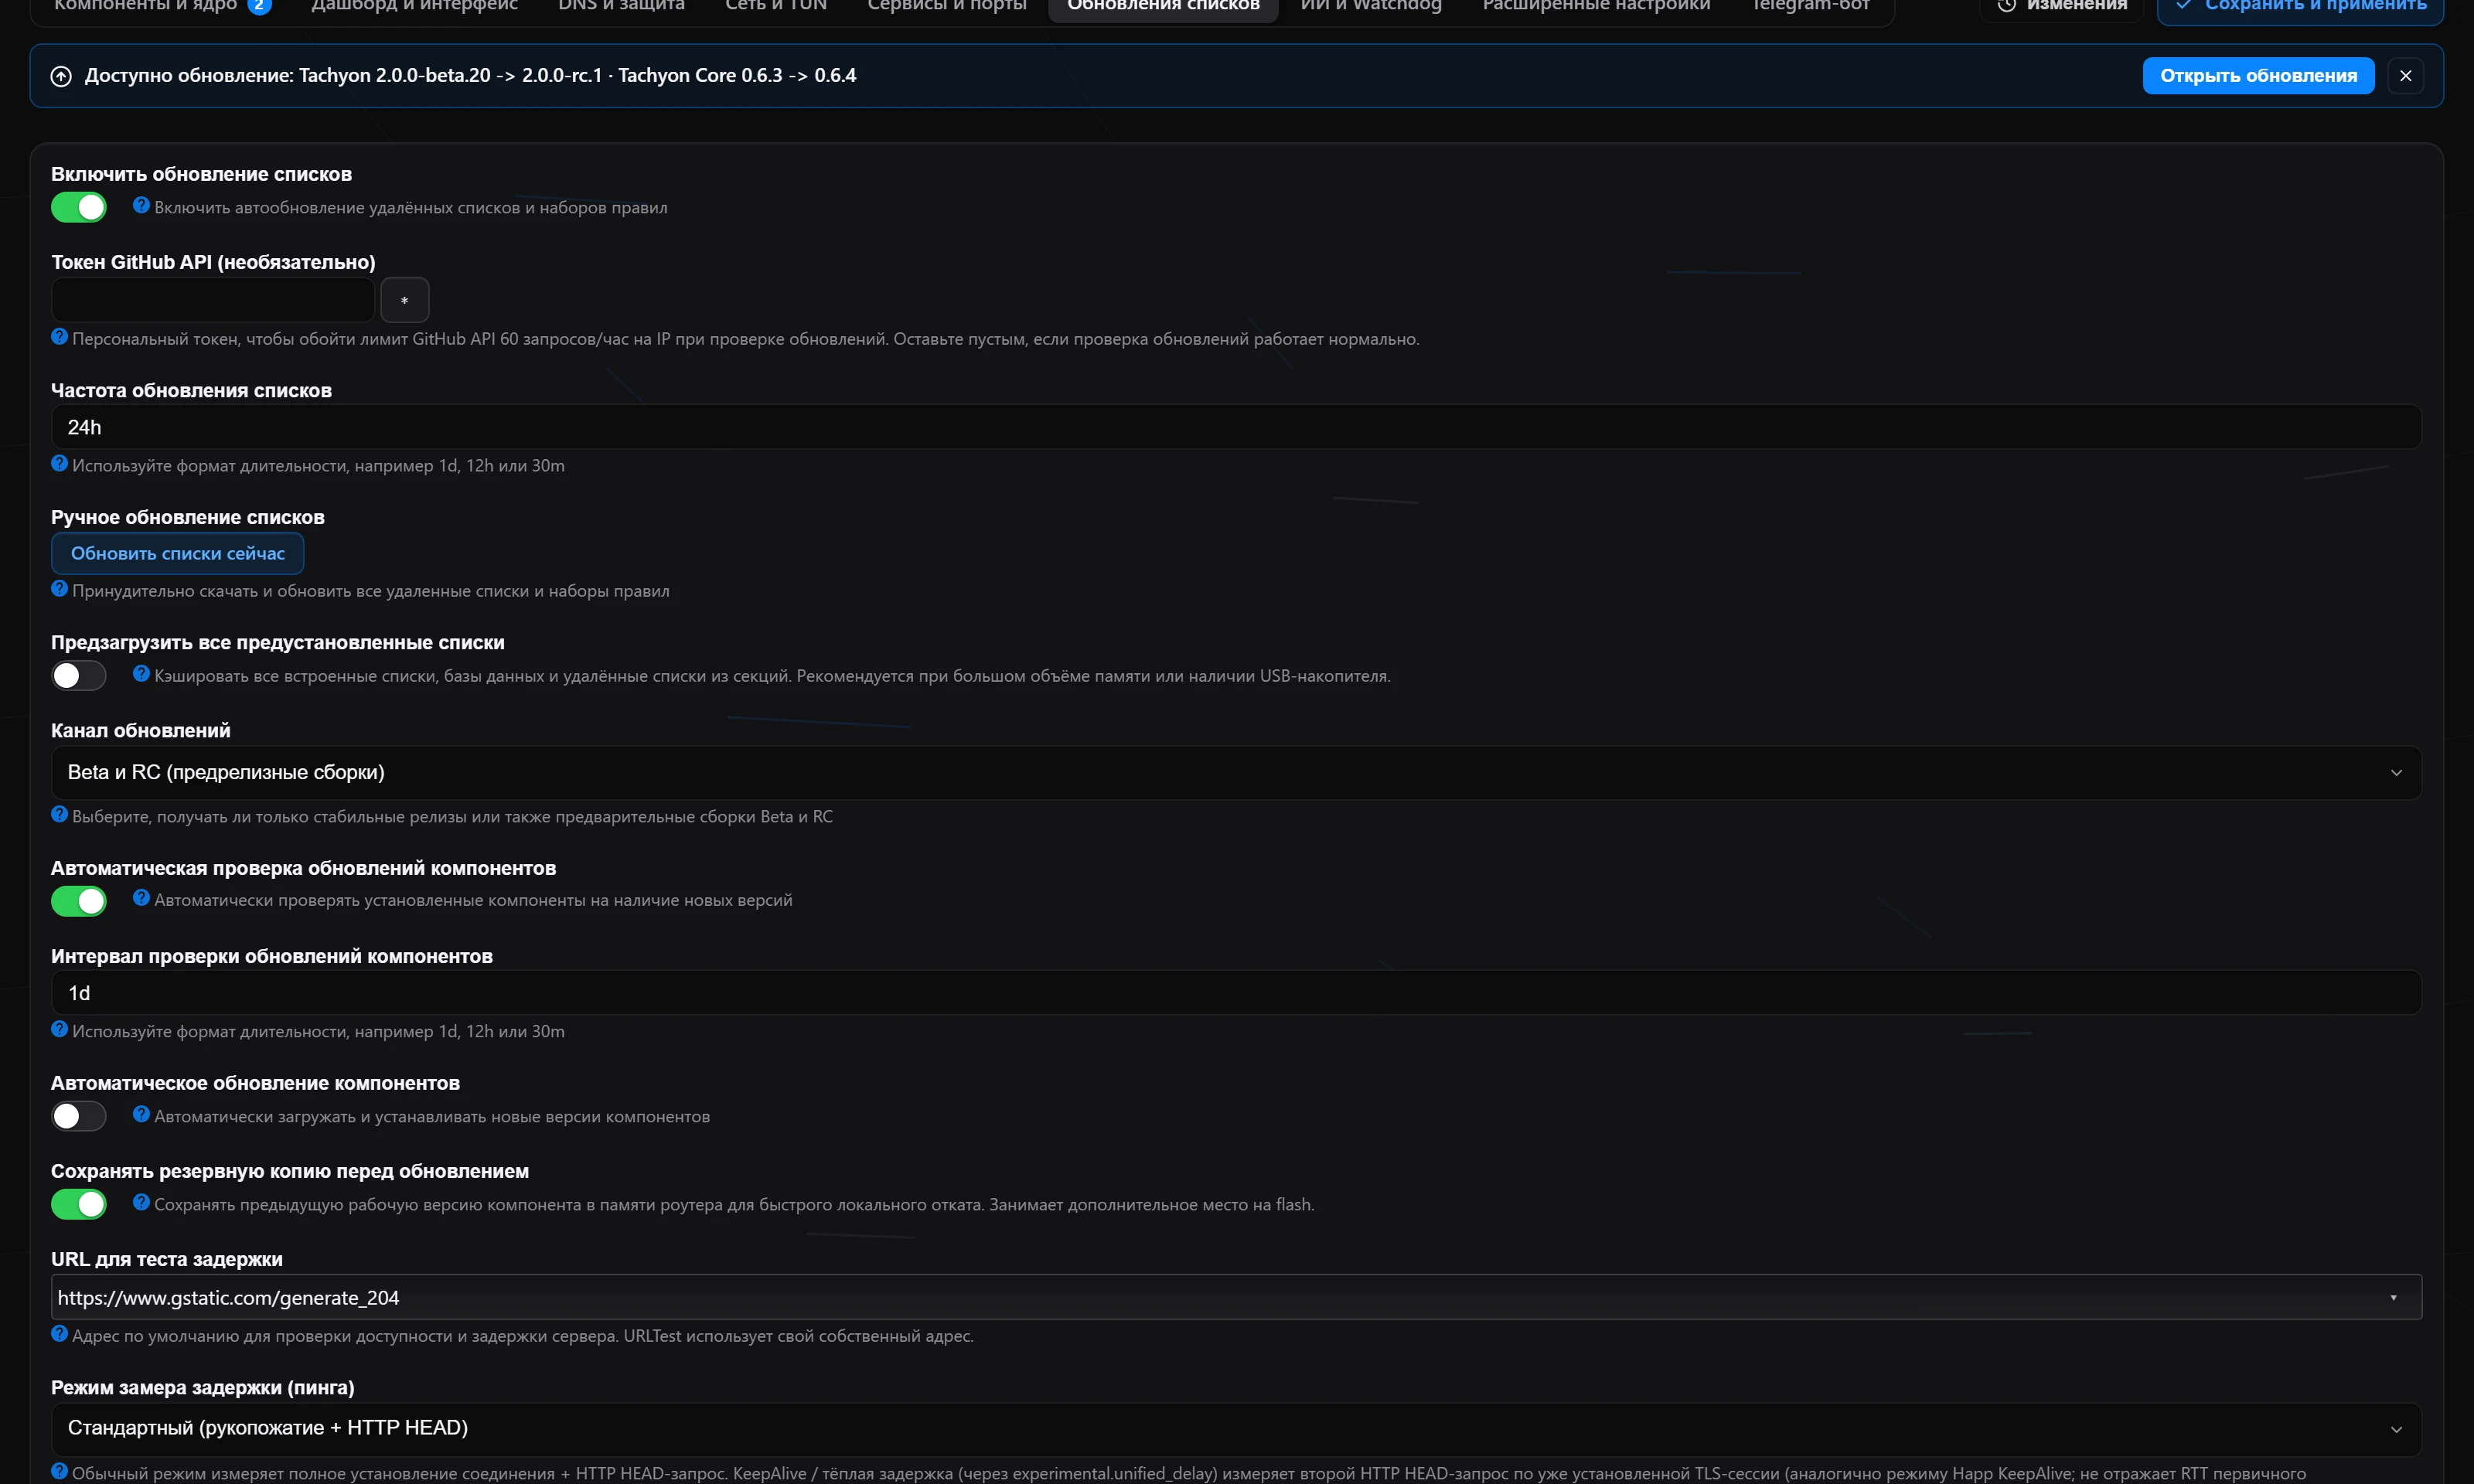 Компоненты и ядро 2 Дашборд и интерфейс DNS и защита Сеть и TUN Сервисы и порты Обновления списков ИИ и Watchdog Расширенные настройки Telegram-бот Изменения Сохранить и применить
Доступно обновление: Tachyon 2.0.0-beta.20 -> 2.0.0-rc.1 · Tachyon Core 0.6.3 -> 0.6.4 Открыть обновления
Включить обновление списков
Включить автообновление удалённых списков и наборов правил
Токен GitHub API (необязательно)
*
Персональный токен, чтобы обойти лимит GitHub API 60 запросов/час на IP при проверке обновлений. Оставьте пустым, если проверка обновлений работает нормально.
Частота обновления списков
24h
Используйте формат длительности, например 1d, 12h или 30m
Ручное обновление списков
Обновить списки сейчас
Принудительно скачать и обновить все удаленные списки и наборы правил
Предзагрузить все предустановленные списки
Кэшировать все встроенные списки, базы данных и удалённые списки из секций. Рекомендуется при большом объёме памяти или наличии USB-накопителя.
Канал обновлений
Beta и RC (предрелизные сборки)
Выберите, получать ли только стабильные релизы или также предварительные сборки Beta и RC
Автоматическая проверка обновлений компонентов
Автоматически проверять установленные компоненты на наличие новых версий
Интервал проверки обновлений компонентов
1d
Используйте формат длительности, например 1d, 12h или 30m
Автоматическое обновление компонентов
Автоматически загружать и устанавливать новые версии компонентов
Сохранять резервную копию перед обновлением
Сохранять предыдущую рабочую версию компонента в памяти роутера для быстрого локального отката. Занимает дополнительное место на flash.
URL для теста задержки
https://www.gstatic.com/generate_204
Адрес по умолчанию для проверки доступности и задержки сервера. URLTest использует свой собственный адрес.
Режим замера задержки (пинга)
Стандартный (рукопожатие + HTTP HEAD)
Обычный режим измеряет полное установление соединения + HTTP HEAD-запрос. KeepAlive / тёплая задержка (через experimental.unified_delay) измеряет второй HTTP HEAD-запрос по уже установленной TLS-сессии (аналогично режиму Happ KeepAlive; не отражает RTT первичного